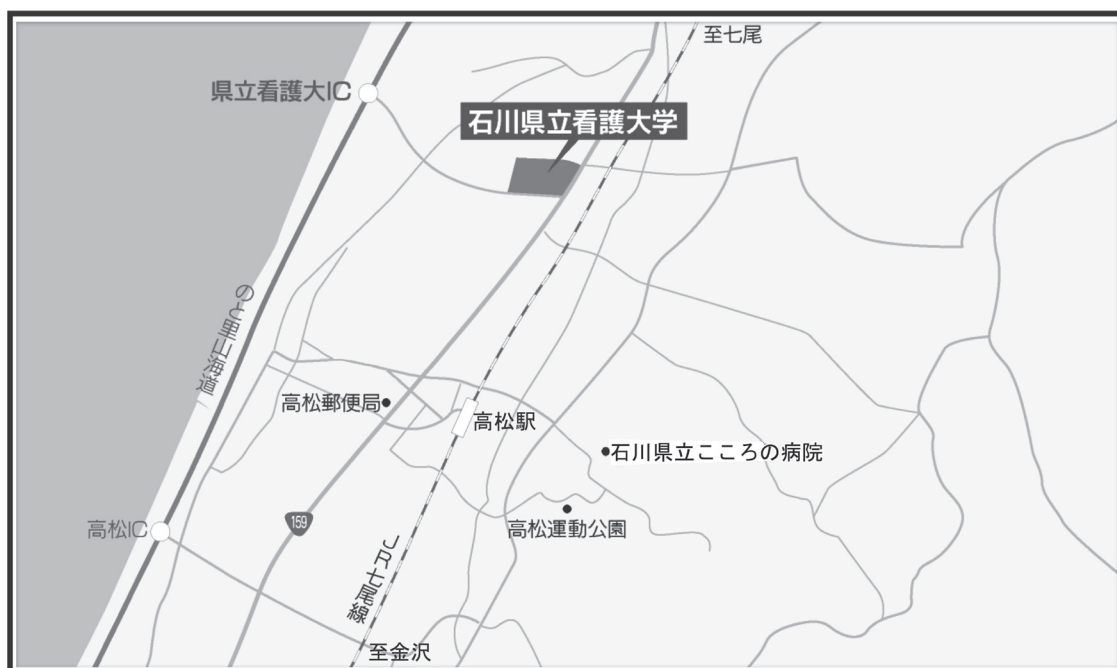 至七尾
県立看護大IC
石川県立看護大学
のと里山海道
高松郵便局
高松駅
石川県立こころの病院
高松運動公園
159
高松IC
JR七尾線
至金沢